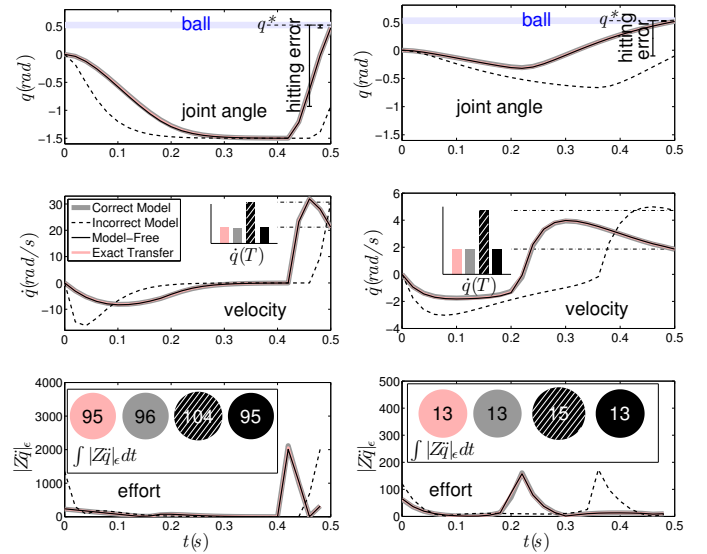 0.5
0
−0.5
−1
−1.5
q(rad)
ball
q*
hitting error
joint angle
0 0.1 0.2 0.3 0.4 0.5
0.5
0
−0.5
−1
−1.5
q(rad)
ball
q*
hitting
error
joint angle
0 0.1 0.2 0.3 0.4 0.5
30
20
10
0
−10
q̇(rad/s)
Correct Model
Incorrect Model
Model−Free
Exact Transfer
q̇(T)
velocity
0 0.1 0.2 0.3 0.4 0.5
6
4
2
0
−2
−4
q̇(rad/s)
q̇(T)
velocity
0 0.1 0.2 0.3 0.4 0.5
4000
3000
2000
1000
0
|Zq̈|ϵ
95 96 104 95
∫ |Zq̈|ϵdt
effort
0 0.1 0.2 0.3 0.4 0.5
t(s)
500
400
300
200
100
0
|Zq̈|ϵ
13 13 15 13
∫ |Zq̈|ϵdt
effort
0 0.1 0.2 0.3 0.4 0.5
t(s)